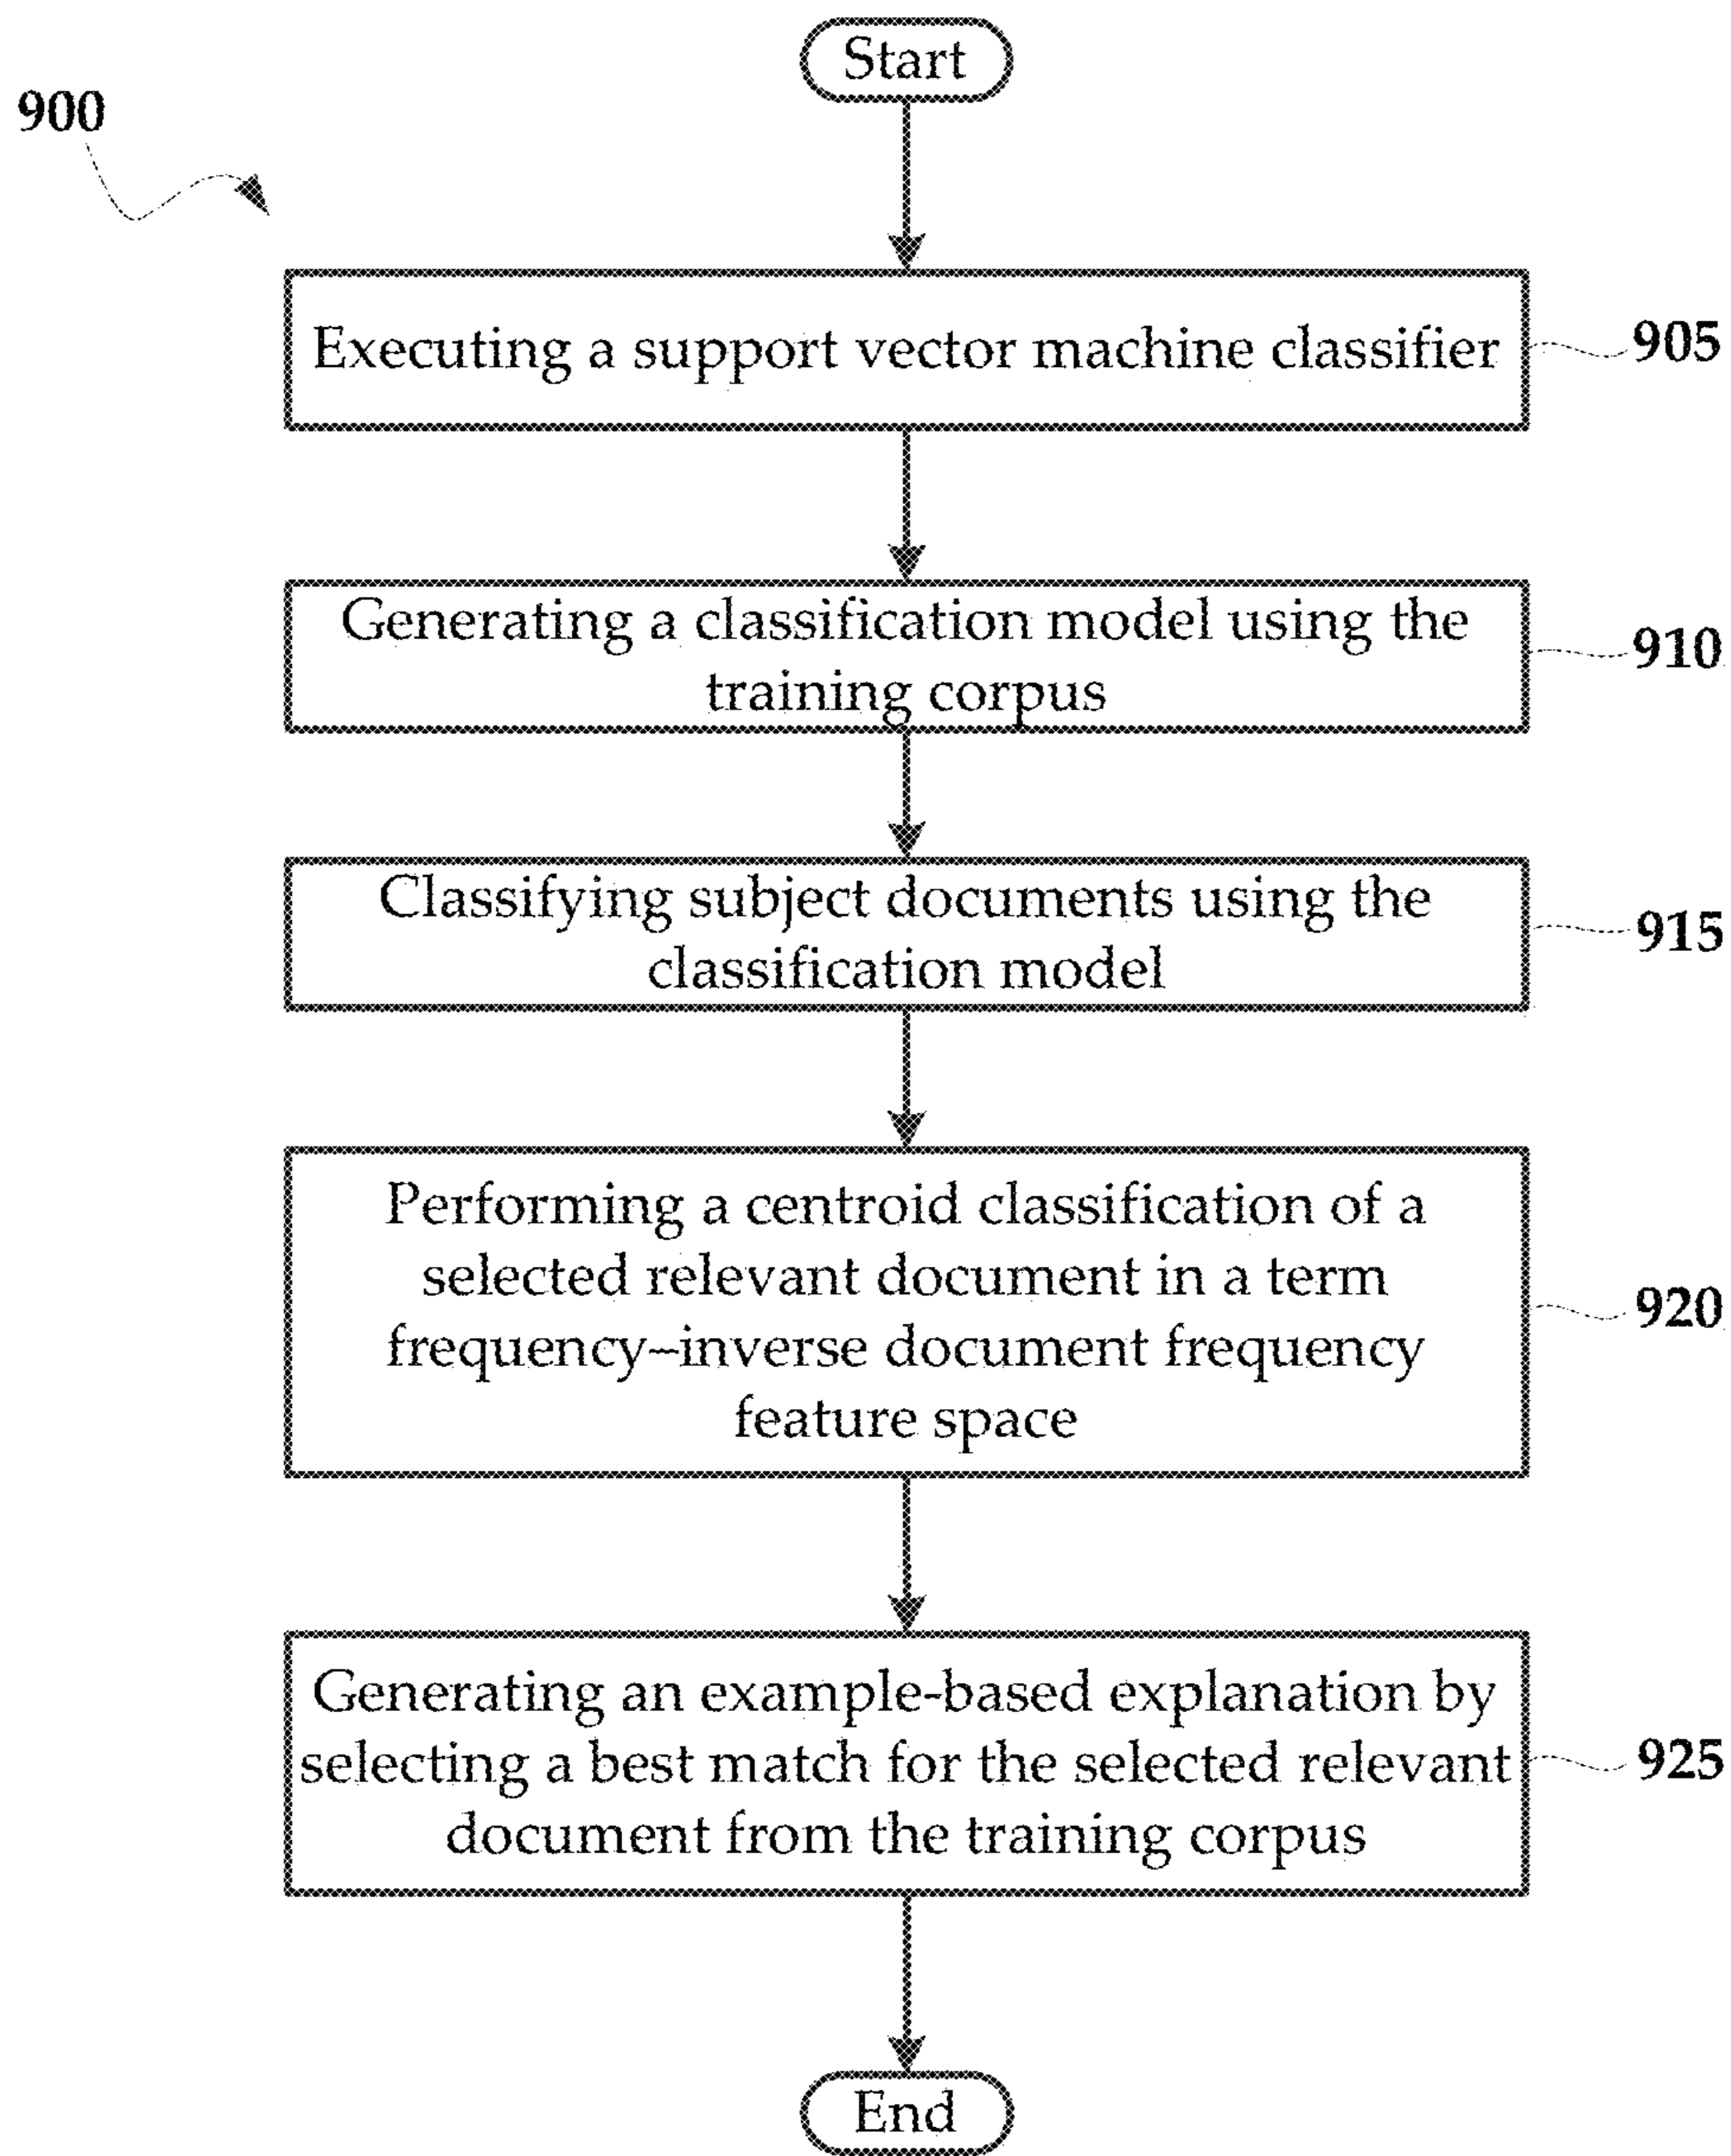 Start
900
Executing a support vector machine classifier
905
Generating a classification model using the
training corpus
910
Classifying subject documents using the
classification model
915
Performing a centroid classification of a
selected relevant document in a term
frequency–inverse document frequency
feature space
920
Generating an example-based explanation by
selecting a best match for the selected relevant
document from the training corpus
925
End